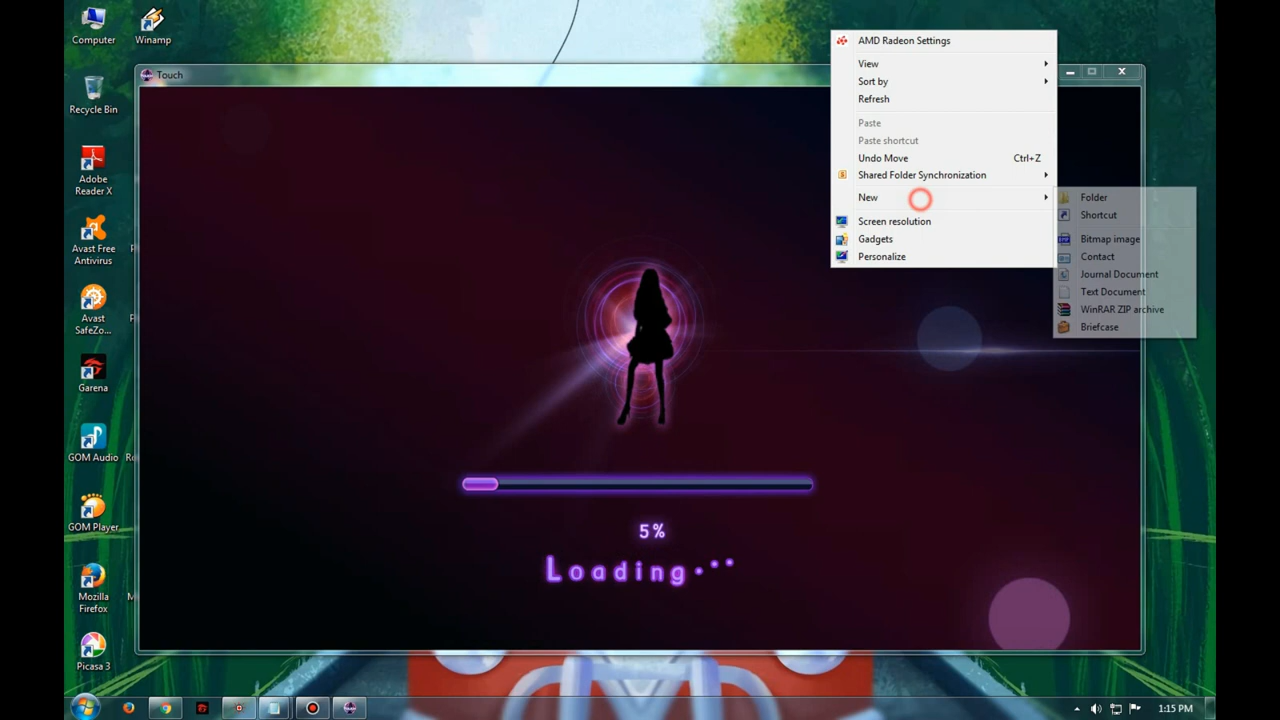 Computer
Winamp
Recycle Bin
Adobe
Reader X
Avast Free
Antivirus
Avast
SafeZo...
Garena
GOM Audio
GOM Player
Mozilla
Firefox
Picasa 3
Touch
AMD Radeon Settings
View
Sort by
Refresh
Paste
Paste shortcut
Undo Move Ctrl+Z
Shared Folder Synchronization
New
Screen resolution
Gadgets
Personalize
Folder
Shortcut
Bitmap image
Contact
Journal Document
Text Document
WinRAR ZIP archive
Briefcase
5%
Loading...
1:15 PM